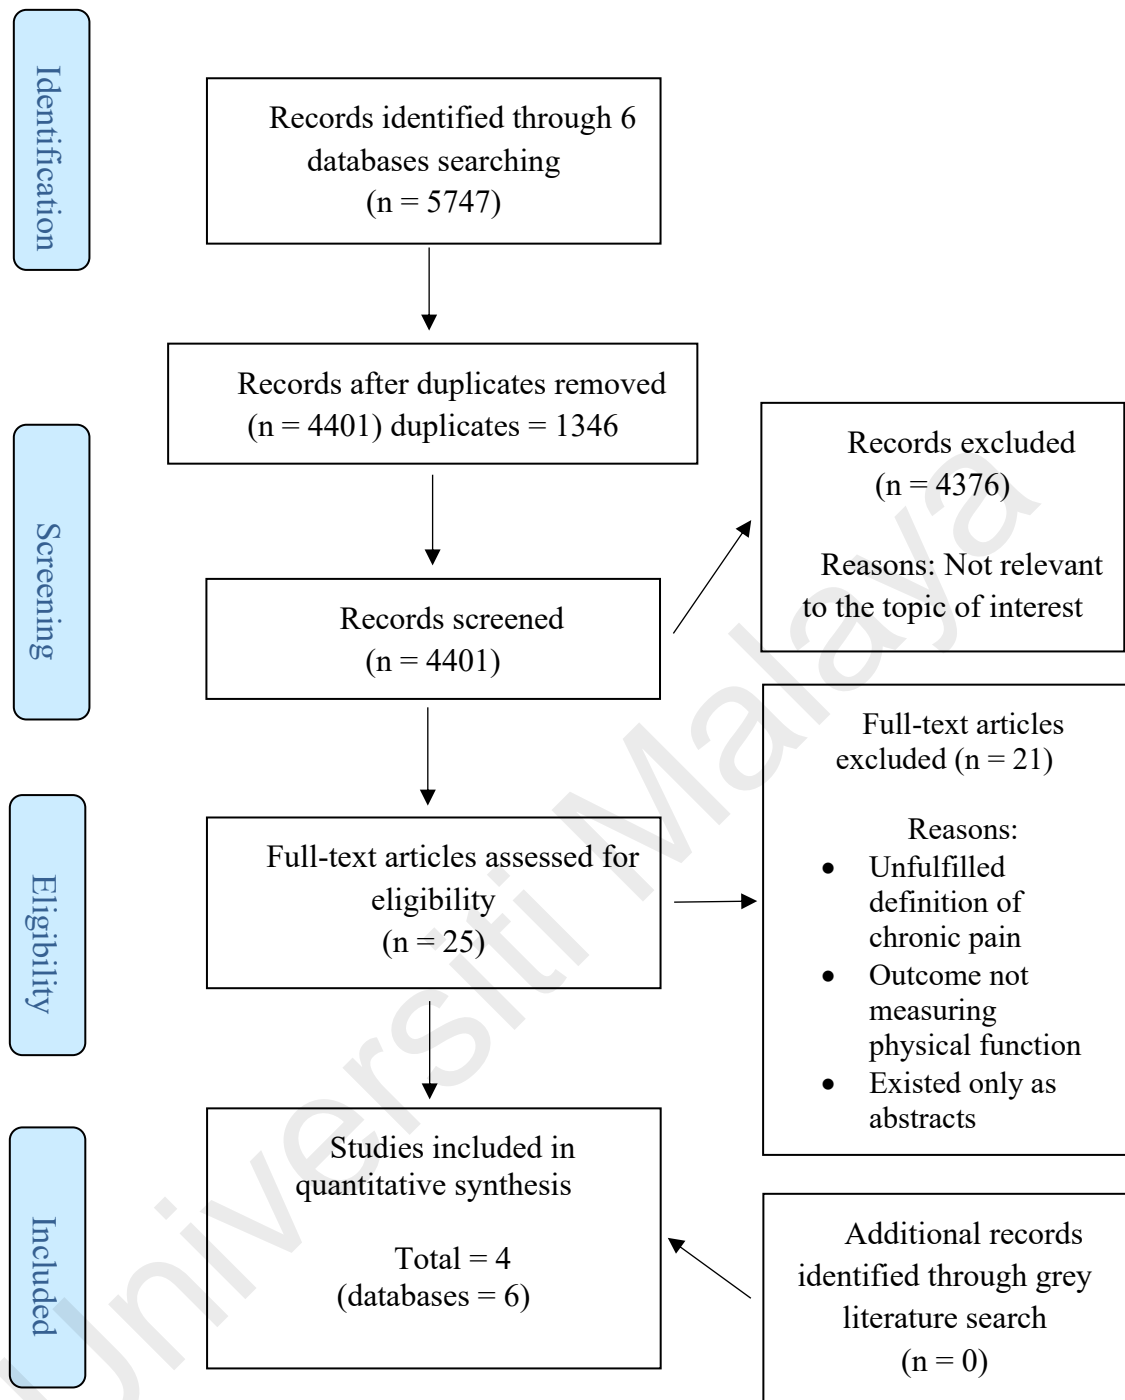 Identification
Records identified through 6
databases searching
(n = 5747)
Records after duplicates removed
(n = 4401) duplicates = 1346
Screening
Records excluded
(n = 4376)
Reasons: Not relevant
to the topic of interest
Records screened
(n = 4401)
Full-text articles
excluded (n = 21)
Reasons:
• Unfulfilled
definition of
chronic pain
• Outcome not
measuring
physical function
• Existed only as
abstracts
Eligibility
Full-text articles assessed for
eligibility
(n = 25)
Included
Studies included in
quantitative synthesis
Total = 4
(databases = 6)
Additional records
identified through grey
literature search
(n = 0)
Universiti Malaya